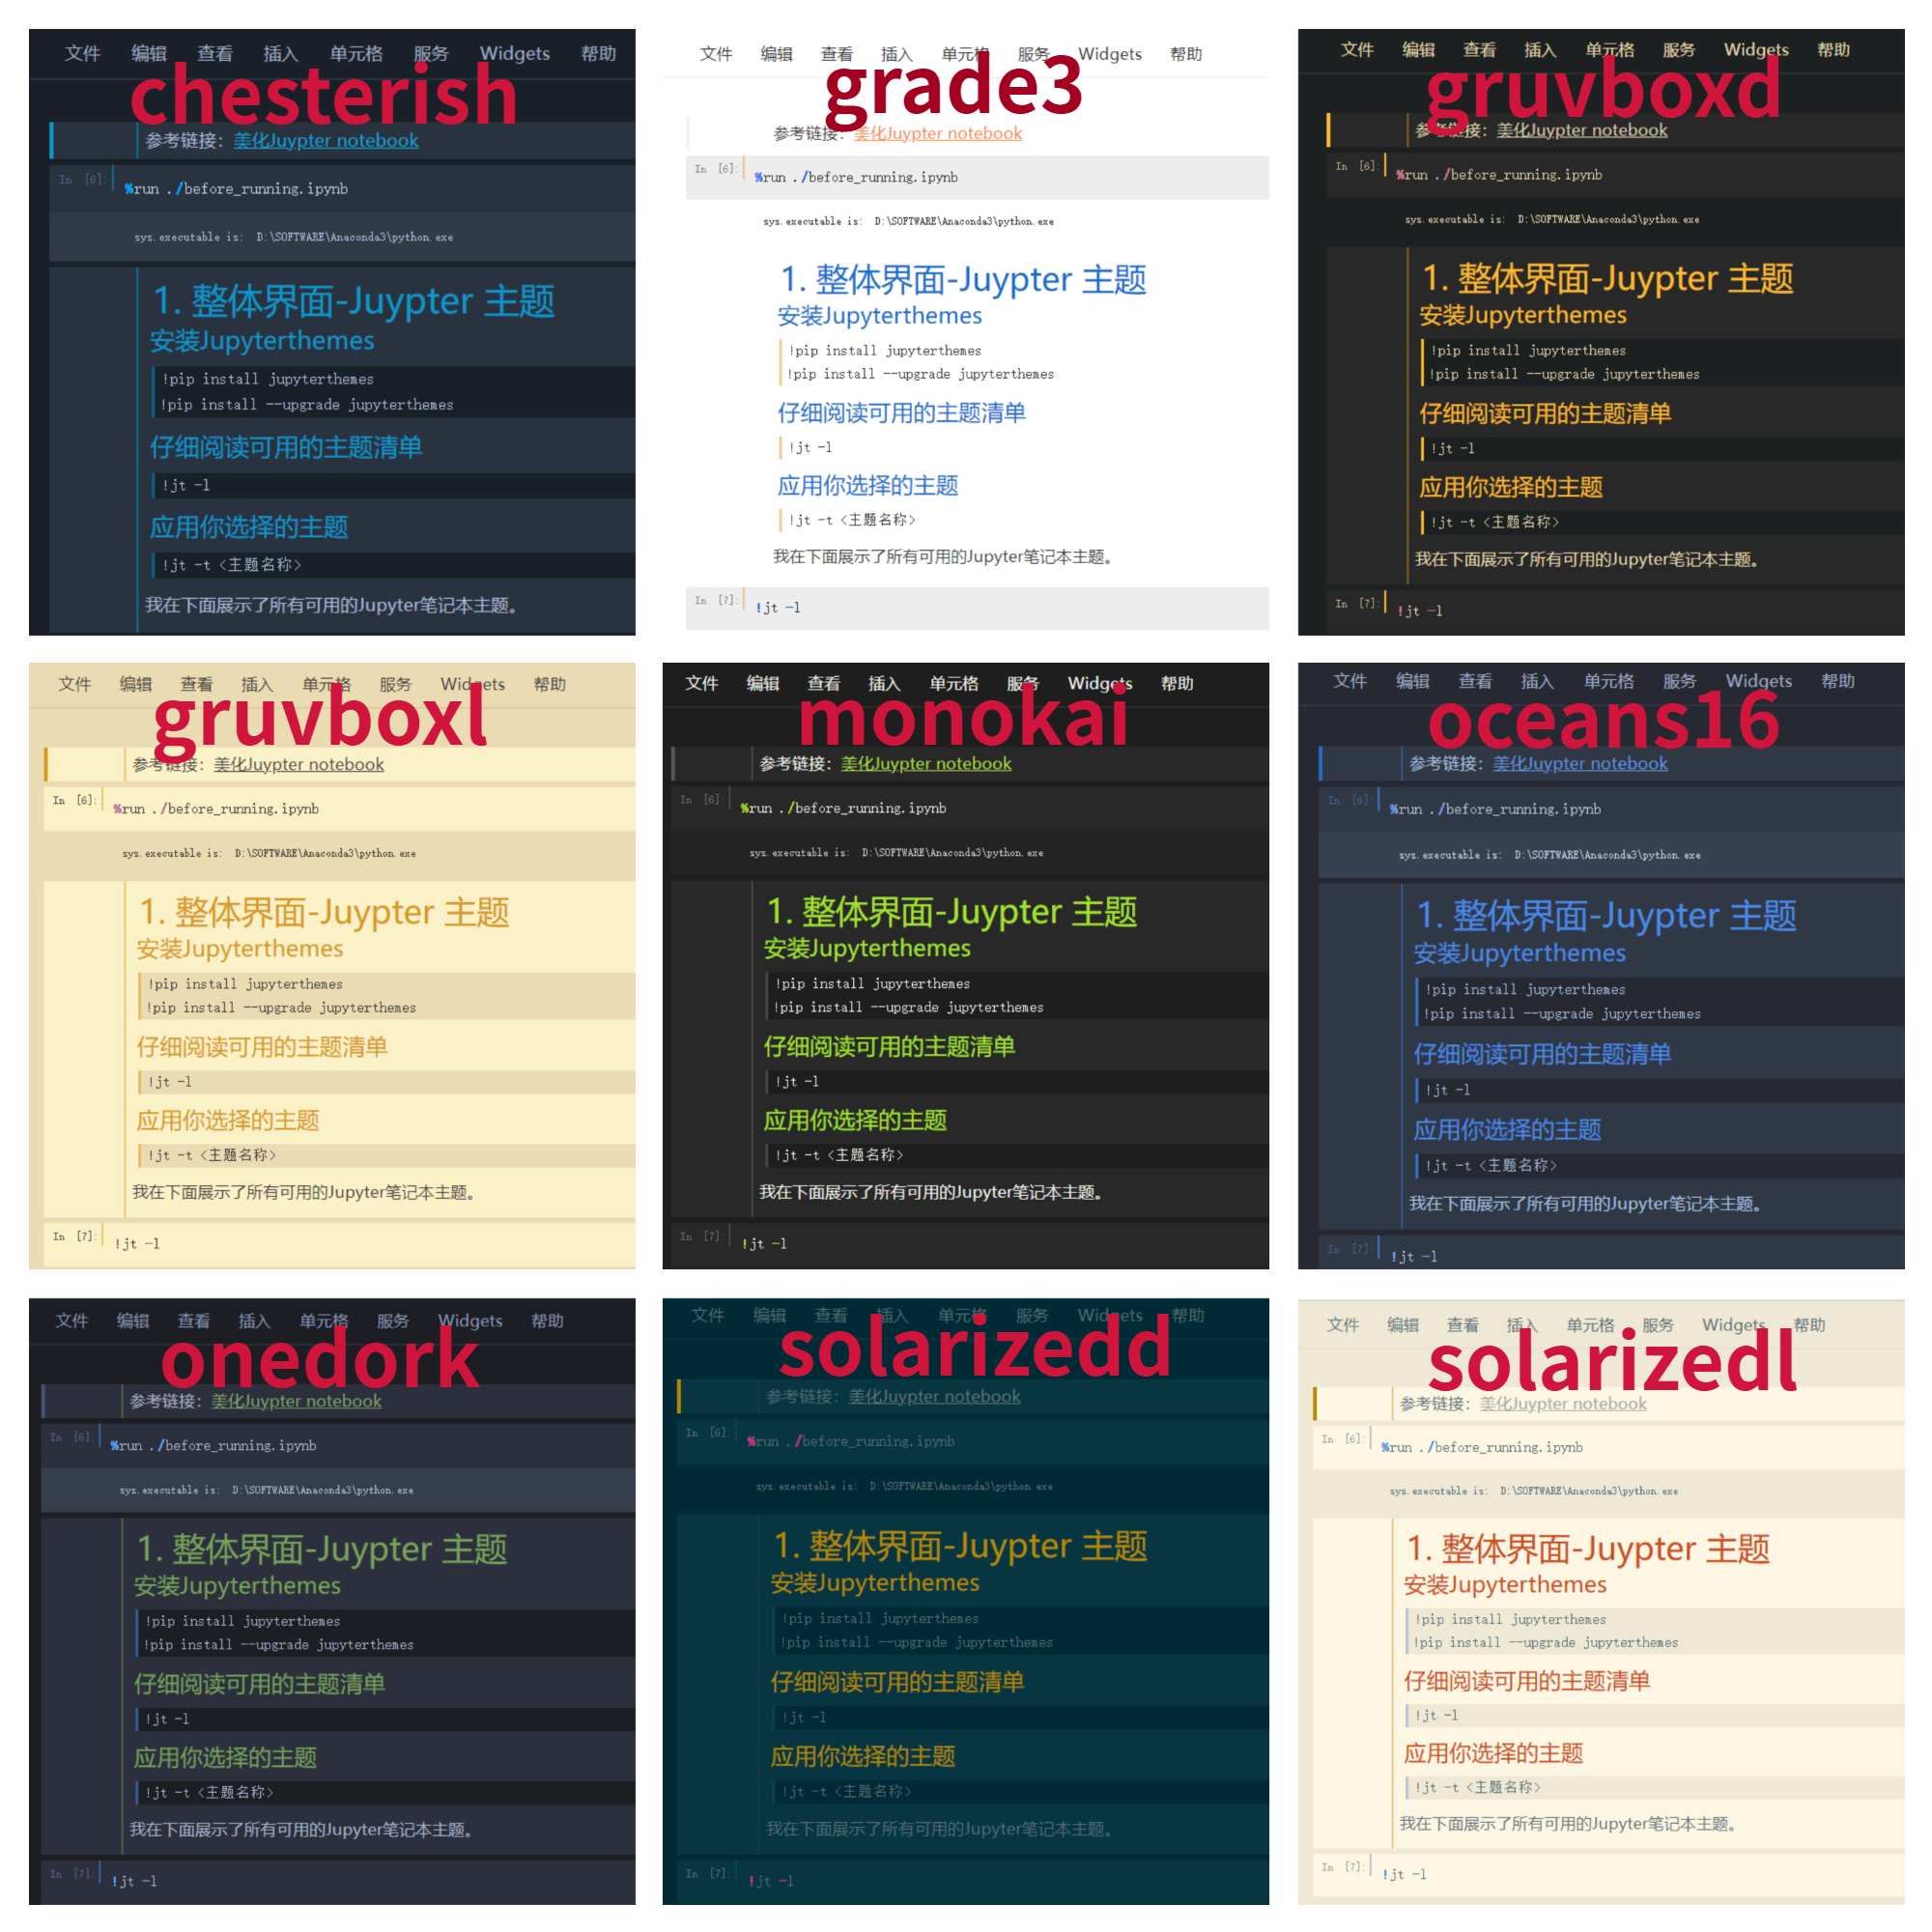 文件 编辑 查看 插入 单元格 服务 Widgets 帮助
chesterish
参考链接：美化Juypter notebook
In [6]: %run ./before_running.ipynb
sys.executable is: D:\SOFTWARE\Anaconda3\python.exe
1. 整体界面-Juypter 主题
安装Jupyterthemes
!pip install jupyterthemes
!pip install --upgrade jupyterthemes
仔细阅读可用的主题清单
!jt -l
应用你选择的主题
!jt -t <主题名称>
我在下面展示了所有可用的Jupyter笔记本主题。
文件 编辑 查看 插入 单元格 服务 Widgets 帮助
grade3
参考链接：美化Juypter notebook
In [6]: %run ./before_running.ipynb
sys.executable is: D:\SOFTWARE\Anaconda3\python.exe
1. 整体界面-Juypter 主题
安装Jupyterthemes
!pip install jupyterthemes
!pip install --upgrade jupyterthemes
仔细阅读可用的主题清单
!jt -l
应用你选择的主题
!jt -t <主题名称>
我在下面展示了所有可用的Jupyter笔记本主题。
In [7]: !jt -l
文件 编辑 查看 插入 单元格 服务 Widgets 帮助
gruvboxd
参考链接：美化Juypter notebook
In [6]: %run ./before_running.ipynb
sys.executable is: D:\SOFTWARE\Anaconda3\python.exe
1. 整体界面-Juypter 主题
安装Jupyterthemes
!pip install jupyterthemes
!pip install --upgrade jupyterthemes
仔细阅读可用的主题清单
!jt -l
应用你选择的主题
!jt -t <主题名称>
我在下面展示了所有可用的Jupyter笔记本主题。
In [7]: !jt -l
文件 编辑 查看 插入 单元格 服务 Widgets 帮助
gruvboxl
参考链接：美化Juypter notebook
In [6]: %run ./before_running.ipynb
sys.executable is: D:\SOFTWARE\Anaconda3\python.exe
1. 整体界面-Juypter 主题
安装Jupyterthemes
!pip install jupyterthemes
!pip install --upgrade jupyterthemes
仔细阅读可用的主题清单
!jt -l
应用你选择的主题
!jt -t <主题名称>
我在下面展示了所有可用的Jupyter笔记本主题。
In [7]: !jt -l
文件 编辑 查看 插入 单元格 服务 Widgets 帮助
monokai
参考链接：美化Juypter notebook
In [6]: %run ./before_running.ipynb
sys.executable is: D:\SOFTWARE\Anaconda3\python.exe
1. 整体界面-Juypter 主题
安装Jupyterthemes
!pip install jupyterthemes
!pip install --upgrade jupyterthemes
仔细阅读可用的主题清单
!jt -l
应用你选择的主题
!jt -t <主题名称>
我在下面展示了所有可用的Jupyter笔记本主题。
In [7]: !jt -l
文件 编辑 查看 插入 单元格 服务 Widgets 帮助
oceans16
参考链接：美化Juypter notebook
In [6]: %run ./before_running.ipynb
sys.executable is: D:\SOFTWARE\Anaconda3\python.exe
1. 整体界面-Juypter 主题
安装Jupyterthemes
!pip install jupyterthemes
!pip install --upgrade jupyterthemes
仔细阅读可用的主题清单
!jt -l
应用你选择的主题
!jt -t <主题名称>
我在下面展示了所有可用的Jupyter笔记本主题。
In [7]: !jt -l
文件 编辑 查看 插入 单元格 服务 Widgets 帮助
onedork
参考链接：美化Juypter notebook
In [6]: %run ./before_running.ipynb
sys.executable is: D:\SOFTWARE\Anaconda3\python.exe
1. 整体界面-Juypter 主题
安装Jupyterthemes
!pip install jupyterthemes
!pip install --upgrade jupyterthemes
仔细阅读可用的主题清单
!jt -l
应用你选择的主题
!jt -t <主题名称>
我在下面展示了所有可用的Jupyter笔记本主题。
In [7]: !jt -l
文件 编辑 查看 插入 单元格 服务 Widgets 帮助
solarizedd
参考链接：美化Juypter notebook
In [6]: %run ./before_running.ipynb
sys.executable is: D:\SOFTWARE\Anaconda3\python.exe
1. 整体界面-Juypter 主题
安装Jupyterthemes
!pip install jupyterthemes
!pip install --upgrade jupyterthemes
仔细阅读可用的主题清单
!jt -l
应用你选择的主题
!jt -t <主题名称>
我在下面展示了所有可用的Jupyter笔记本主题。
In [7]: !jt -l
文件 编辑 查看 插入 单元格 服务 Widgets 帮助
solarizedl
参考链接：美化Juypter notebook
In [6]: %run ./before_running.ipynb
sys.executable is: D:\SOFTWARE\Anaconda3\python.exe
1. 整体界面-Juypter 主题
安装Jupyterthemes
!pip install jupyterthemes
!pip install --upgrade jupyterthemes
仔细阅读可用的主题清单
!jt -l
应用你选择的主题
!jt -t <主题名称>
我在下面展示了所有可用的Jupyter笔记本主题。
In [7]: !jt -l